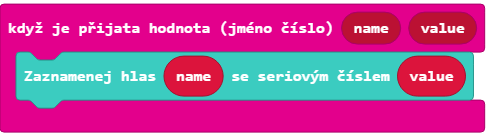 když je přijata hodnota (jméno číslo) name value
Zaznamenej hlas name se seriovým číslem value